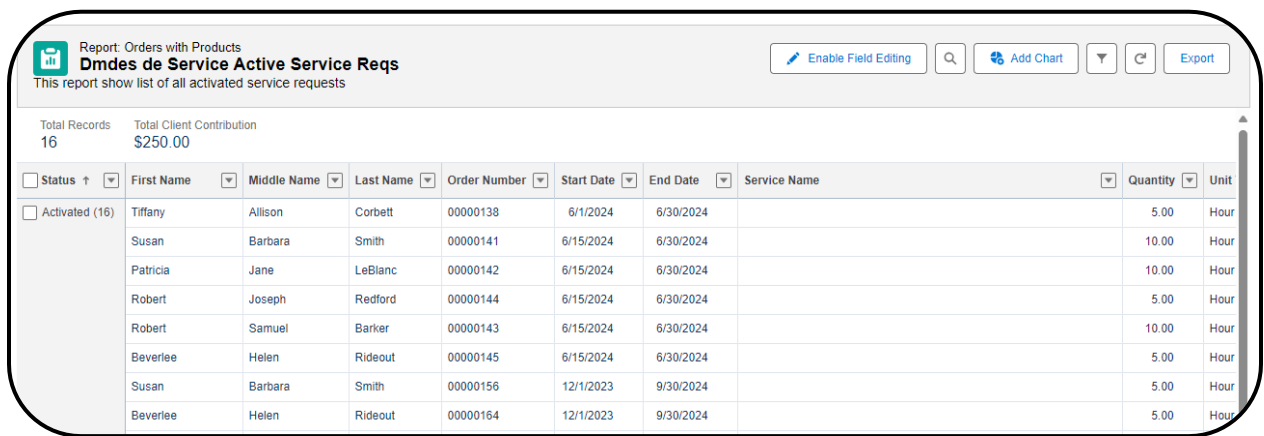 Report: Orders with Products
Dmdes de Service Active Service Reqs
This report show list of all activated service requests
Enable Field Editing Add Chart Export
Total Records Total Client Contribution
16 $250.00
Status ↑ First Name Middle Name Last Name Order Number Start Date End Date Service Name Quantity Unit
Activated (16) Tiffany Allison Corbett 00000138 6/1/2024 6/30/2024 5.00 Hour
Susan Barbara Smith 00000141 6/15/2024 6/30/2024 10.00 Hour
Patricia Jane LeBlanc 00000142 6/15/2024 6/30/2024 10.00 Hour
Robert Joseph Redford 00000144 6/15/2024 6/30/2024 5.00 Hour
Robert Samuel Barker 00000143 6/15/2024 6/30/2024 10.00 Hour
Beverlee Helen Rideout 00000145 6/15/2024 6/30/2024 5.00 Hour
Susan Barbara Smith 00000156 12/1/2023 9/30/2024 5.00 Hour
Beverlee Helen Rideout 00000164 12/1/2023 9/30/2024 5.00 Hour